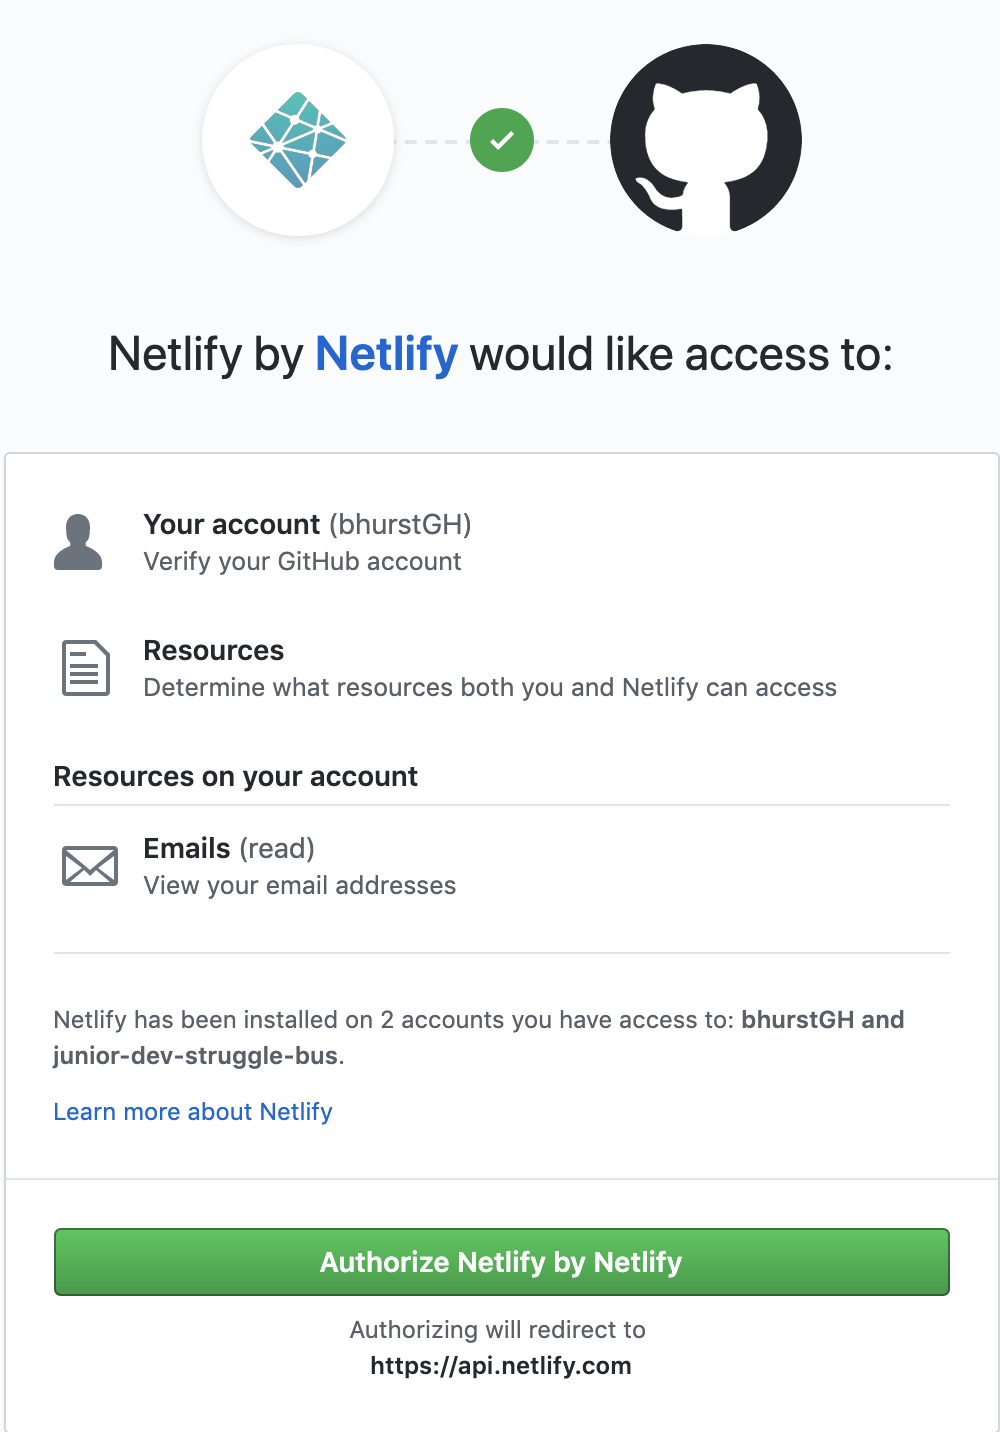 Netlify by Netlify would like access to:
Your account (bhurstGH)
Verify your GitHub account
Resources
Determine what resources both you and Netlify can access
Resources on your account
Emails (read)
View your email addresses
Netlify has been installed on 2 accounts you have access to: bhurstGH and
junior-dev-struggle-bus.
Learn more about Netlify
Authorize Netlify by Netlify
Authorizing will redirect to
https://api.netlify.com